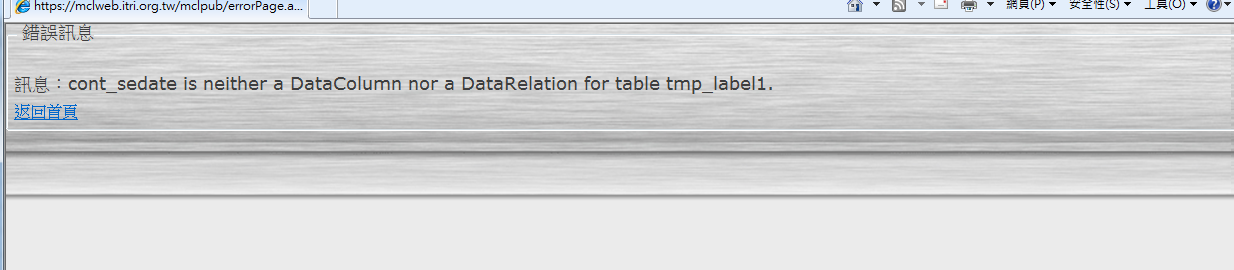 https://mclweb.itri.org.tw/mclpub/errorPage.a...
網頁(P) 安全性(S) 工具(O)
錯誤訊息
訊息：cont_sedate is neither a DataColumn nor a DataRelation for table tmp_label1.
返回首頁